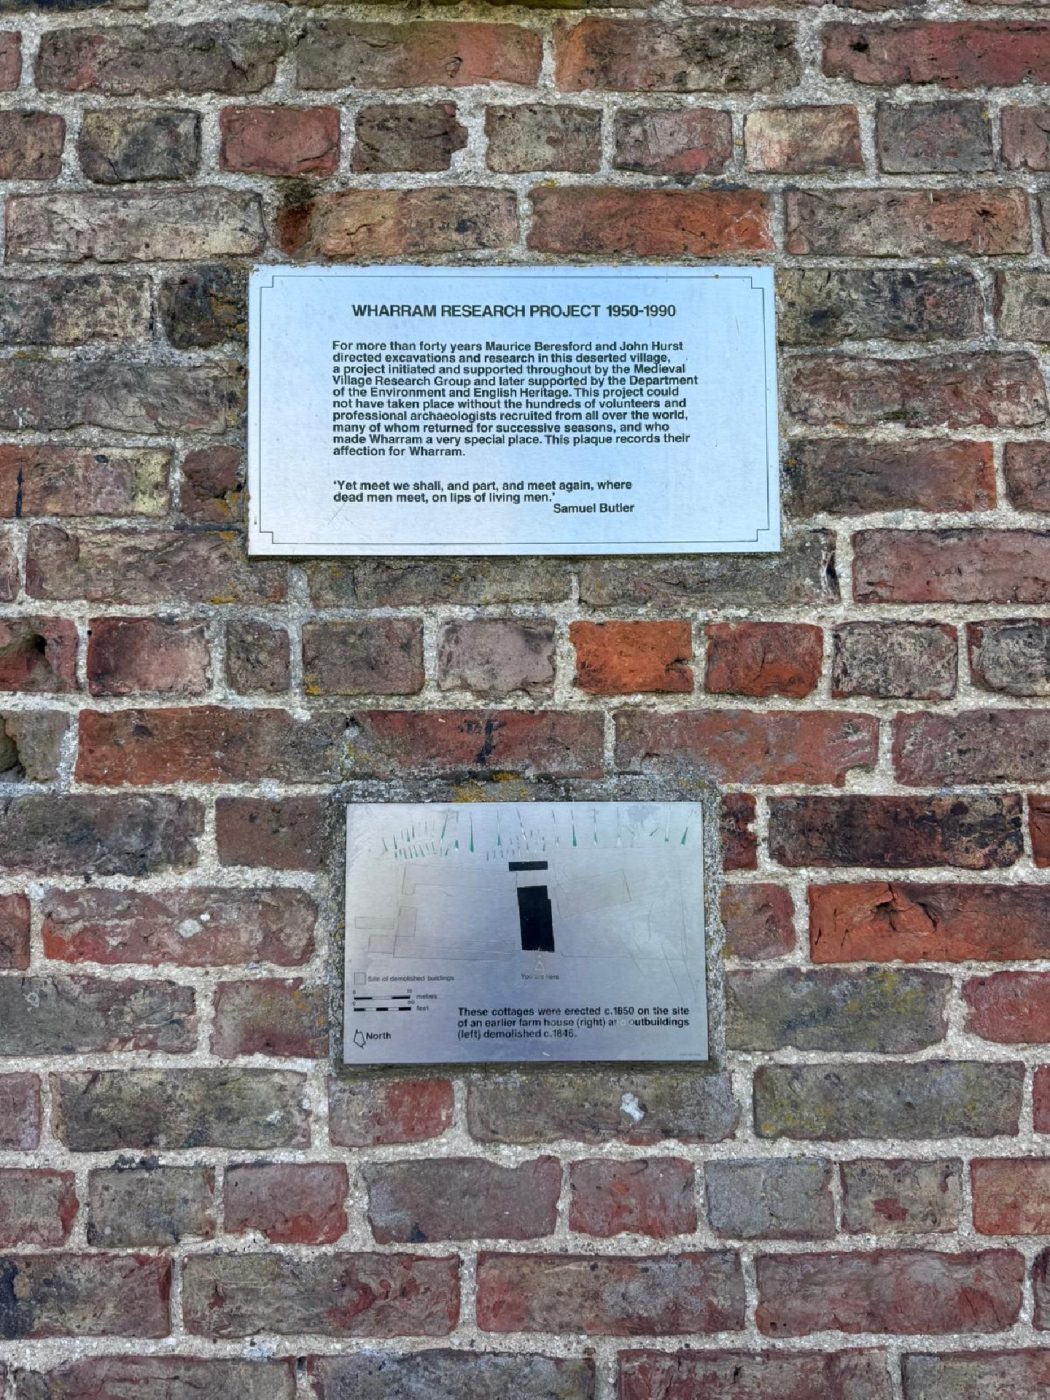 WHARRAM RESEARCH PROJECT 1950-1990
For more than forty years Maurice Beresford and John Hurst
directed excavations and research in this deserted village,
a project initiated and supported throughout by the Medieval
Village Research Group and later supported by the Department
of the Environment and English Heritage. This project could
not have taken place without the hundreds of volunteers and
professional archaeologists recruited from all over the world,
many of whom returned for successive seasons, and who
made Wharram a very special place. This plaque records their
affection for Wharram.
'Yet meet we shall, and part, and meet again, where
dead men meet, on lips of living men.'
Samuel Butler
Site of demolished buildings
You are here
metres
feet
North
These cottages were erected c.1850 on the site
of an earlier farm house (right) and outbuildings
(left) demolished c.1846.